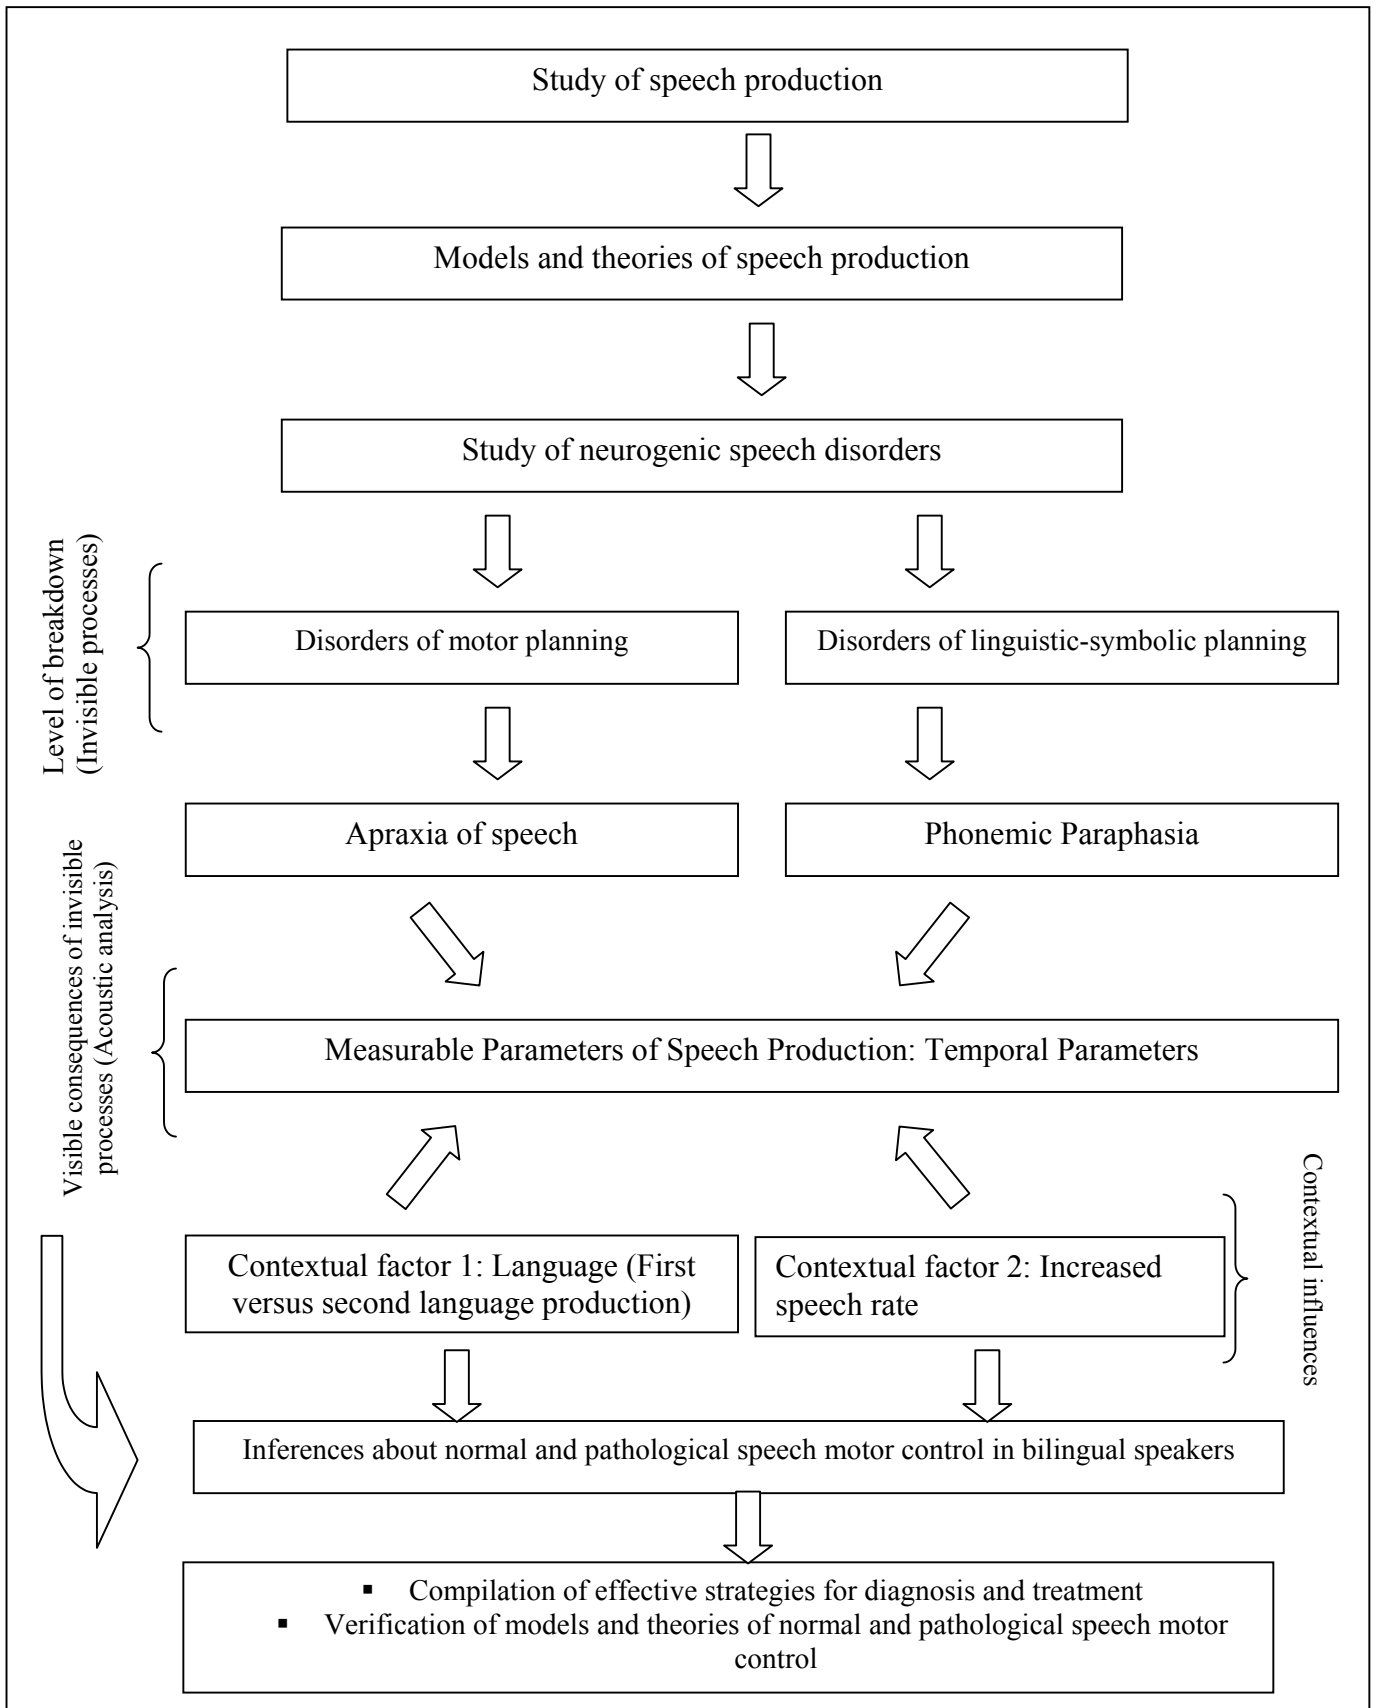 Study of speech production
Models and theories of speech production
Study of neurogenic speech disorders
Level of breakdown
(Invisible processes)
Disorders of motor planning
Disorders of linguistic-symbolic planning
Apraxia of speech
Phonemic Paraphasia
Visible consequences of invisible
processes (Acoustic analysis)
Measurable Parameters of Speech Production: Temporal Parameters
Contextual factor 1: Language (First
versus second language production)
Contextual factor 2: Increased
speech rate
Contextual influences
Inferences about normal and pathological speech motor control in bilingual speakers
▪ Compilation of effective strategies for diagnosis and treatment
▪ Verification of models and theories of normal and pathological speech motor
control